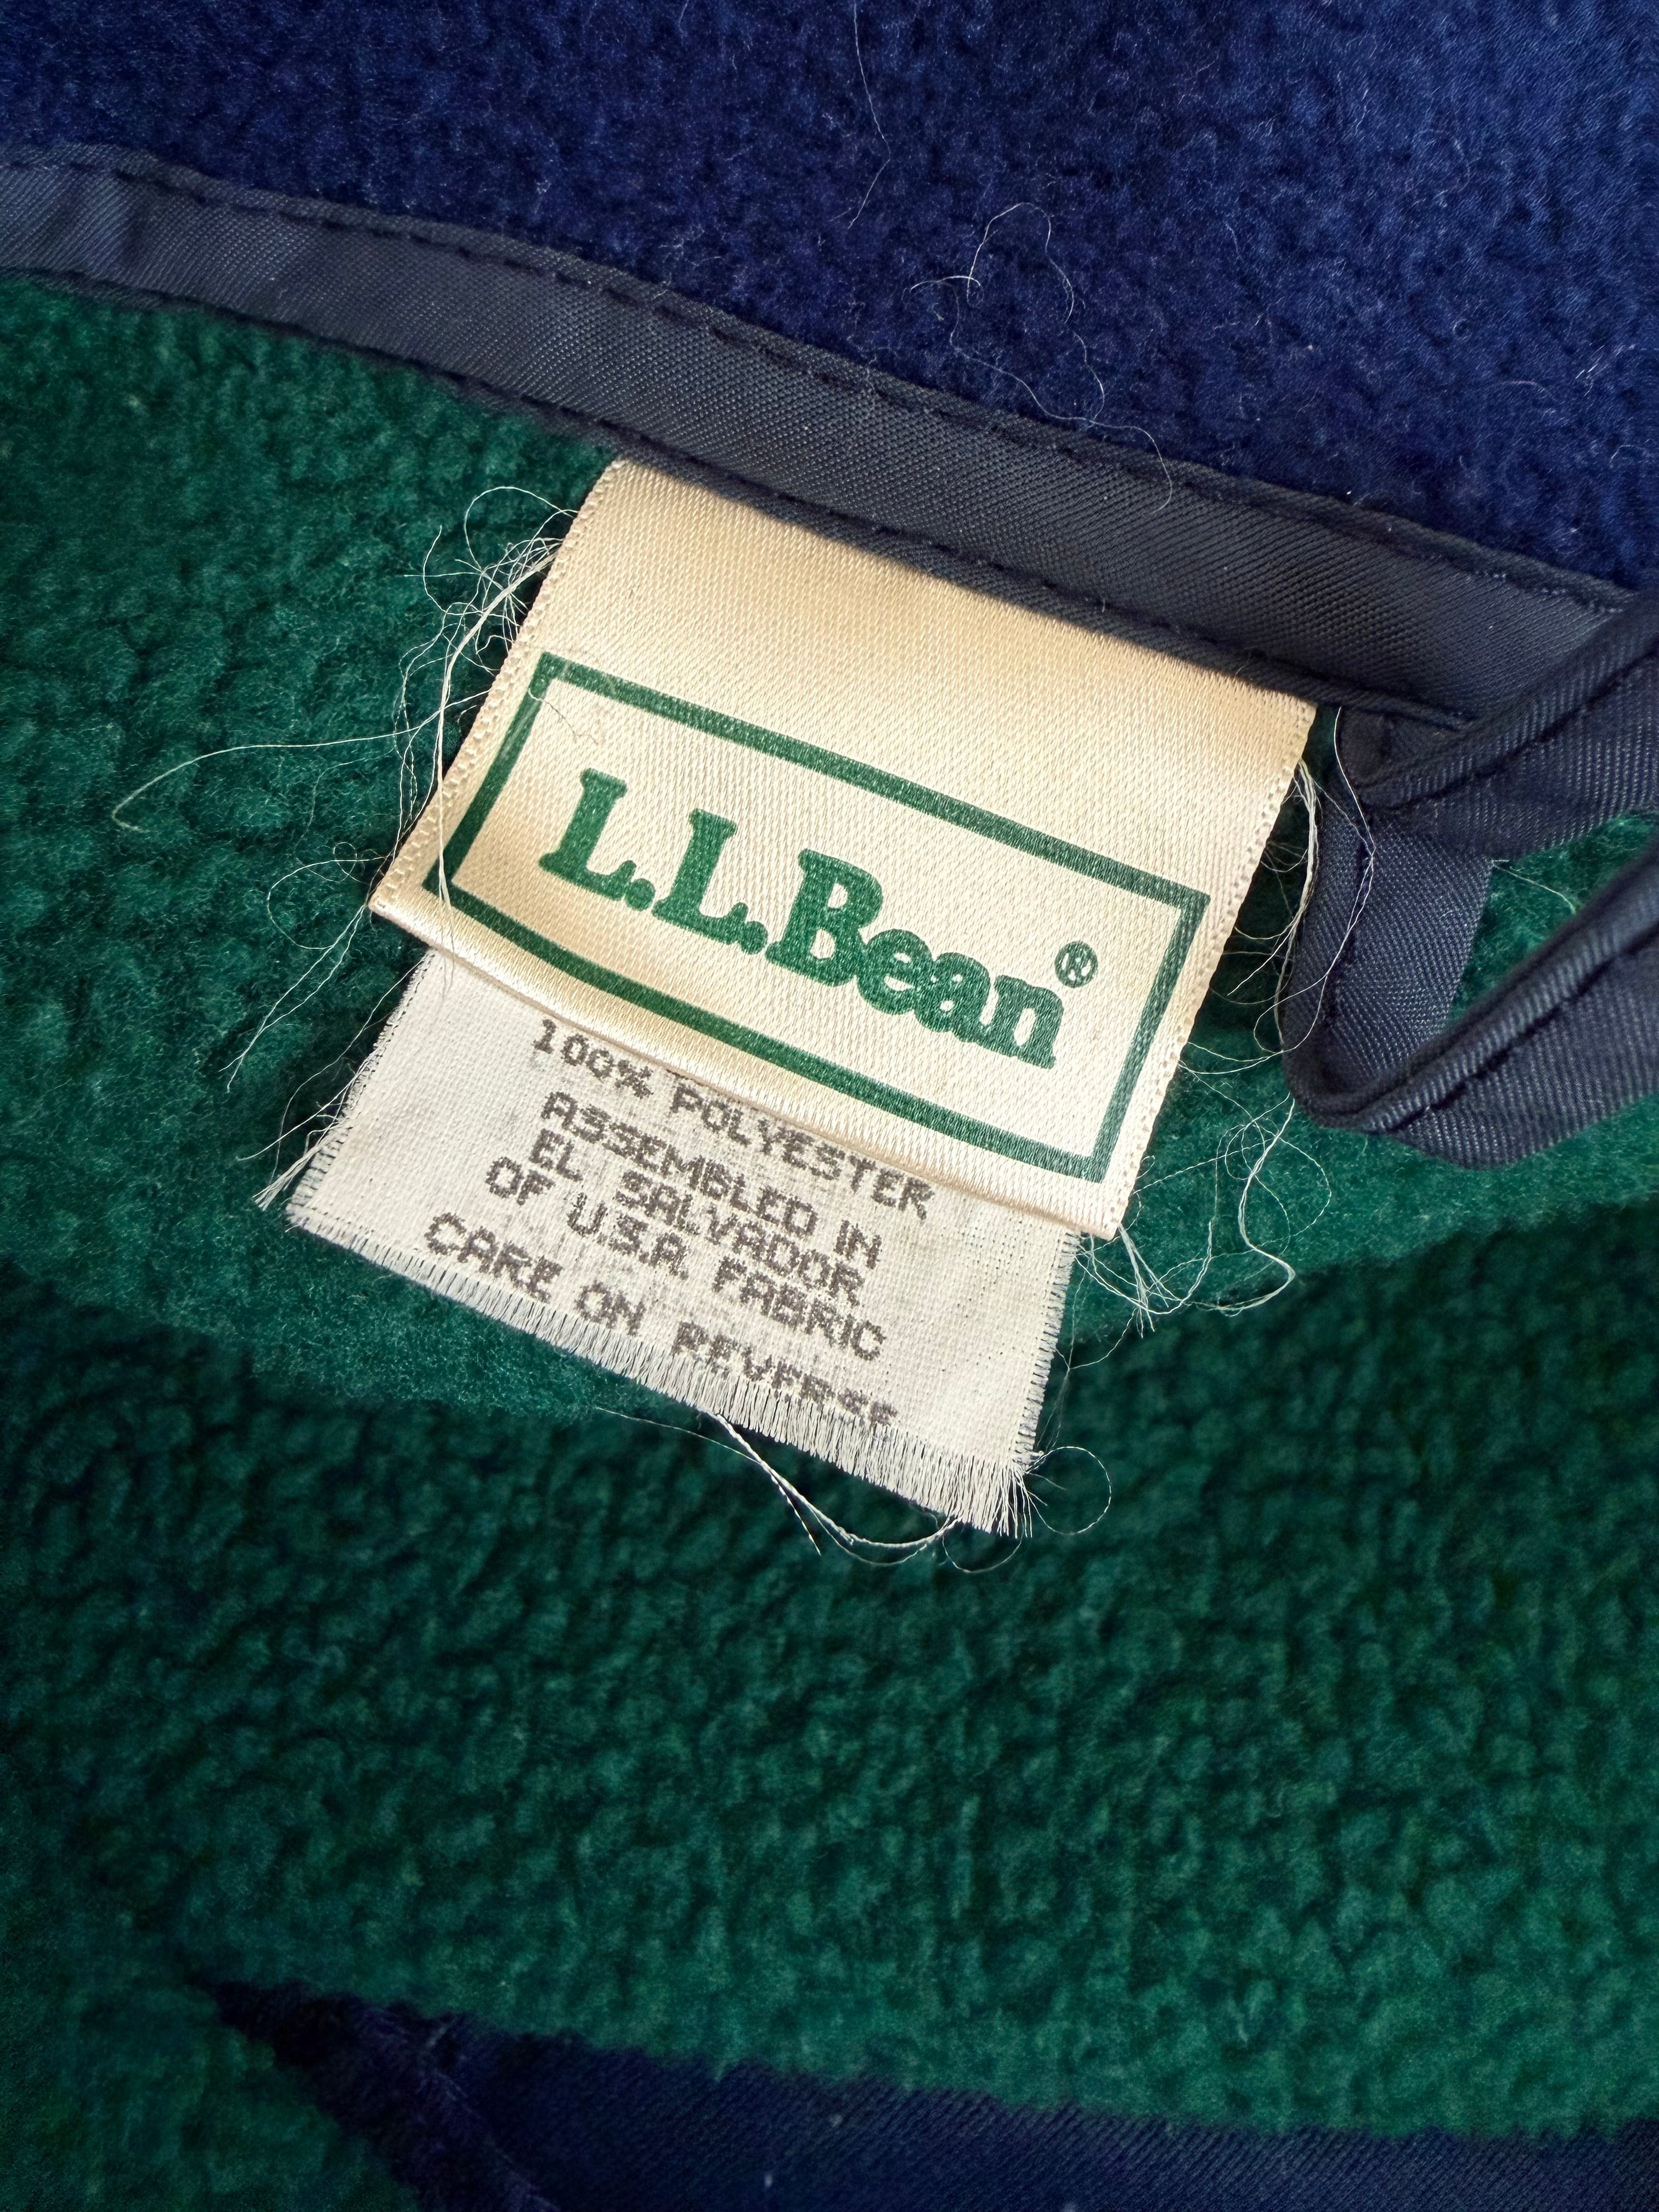 L.L.Bean®
100% POLYESTER
ASSEMBLED IN
EL SALVADOR
OF U.S.A. FABRIC
CARE ON REVERSE